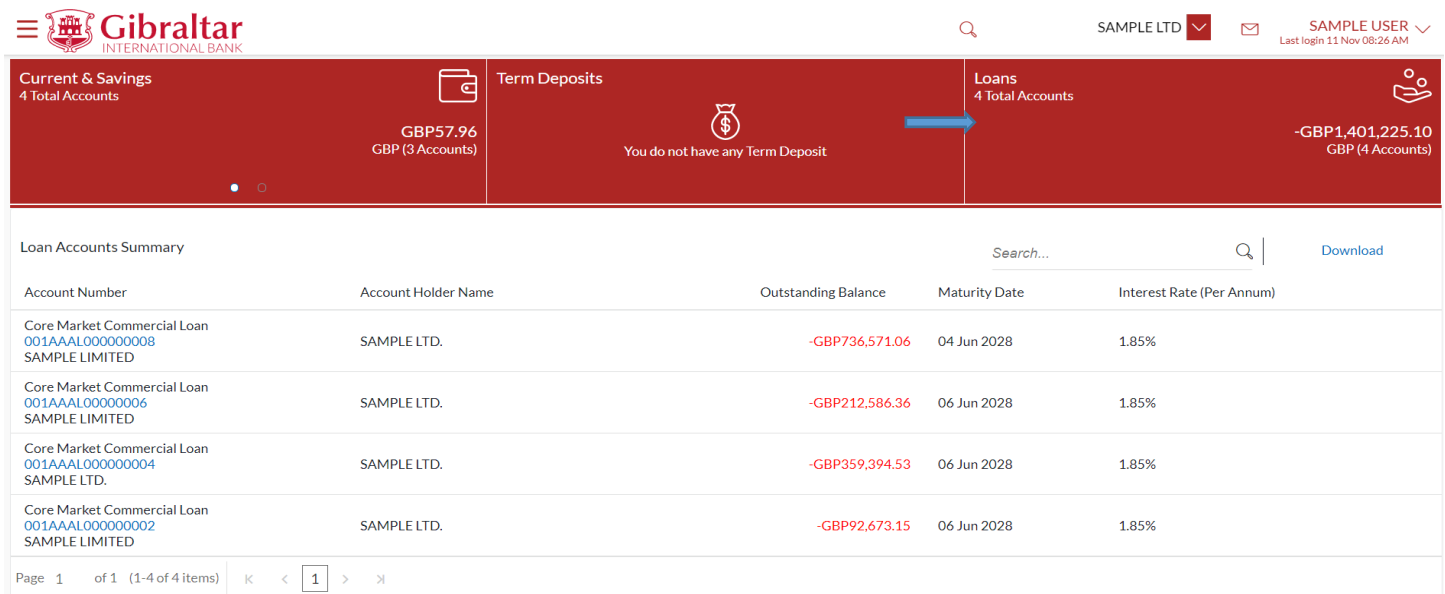 Gibraltar
INTERNATIONAL BANK
SAMPLE LTD
SAMPLE USER
Last login 11 Nov 08:26 AM
Current & Savings
4 Total Accounts
GBP57.96
GBP (3 Accounts)
Term Deposits
You do not have any Term Deposit
Loans
4 Total Accounts
-GBP1,401,225.10
GBP (4 Accounts)
Loan Accounts Summary
Search...
Download
Account Number Account Holder Name Outstanding Balance Maturity Date Interest Rate (Per Annum)
Core Market Commercial Loan
001AAAL000000008 SAMPLE LTD. -GBP736,571.06 04 Jun 2028 1.85%
SAMPLE LIMITED
Core Market Commercial Loan
001AAAL00000006 SAMPLE LTD. -GBP212,586.36 06 Jun 2028 1.85%
SAMPLE LIMITED
Core Market Commercial Loan
001AAAL000000004 SAMPLE LTD. -GBP359,394.53 06 Jun 2028 1.85%
SAMPLE LTD.
Core Market Commercial Loan
001AAAL000000002 SAMPLE LTD. -GBP92,673.15 06 Jun 2028 1.85%
SAMPLE LIMITED
Page 1 of 1 (1-4 of 4 items) 1